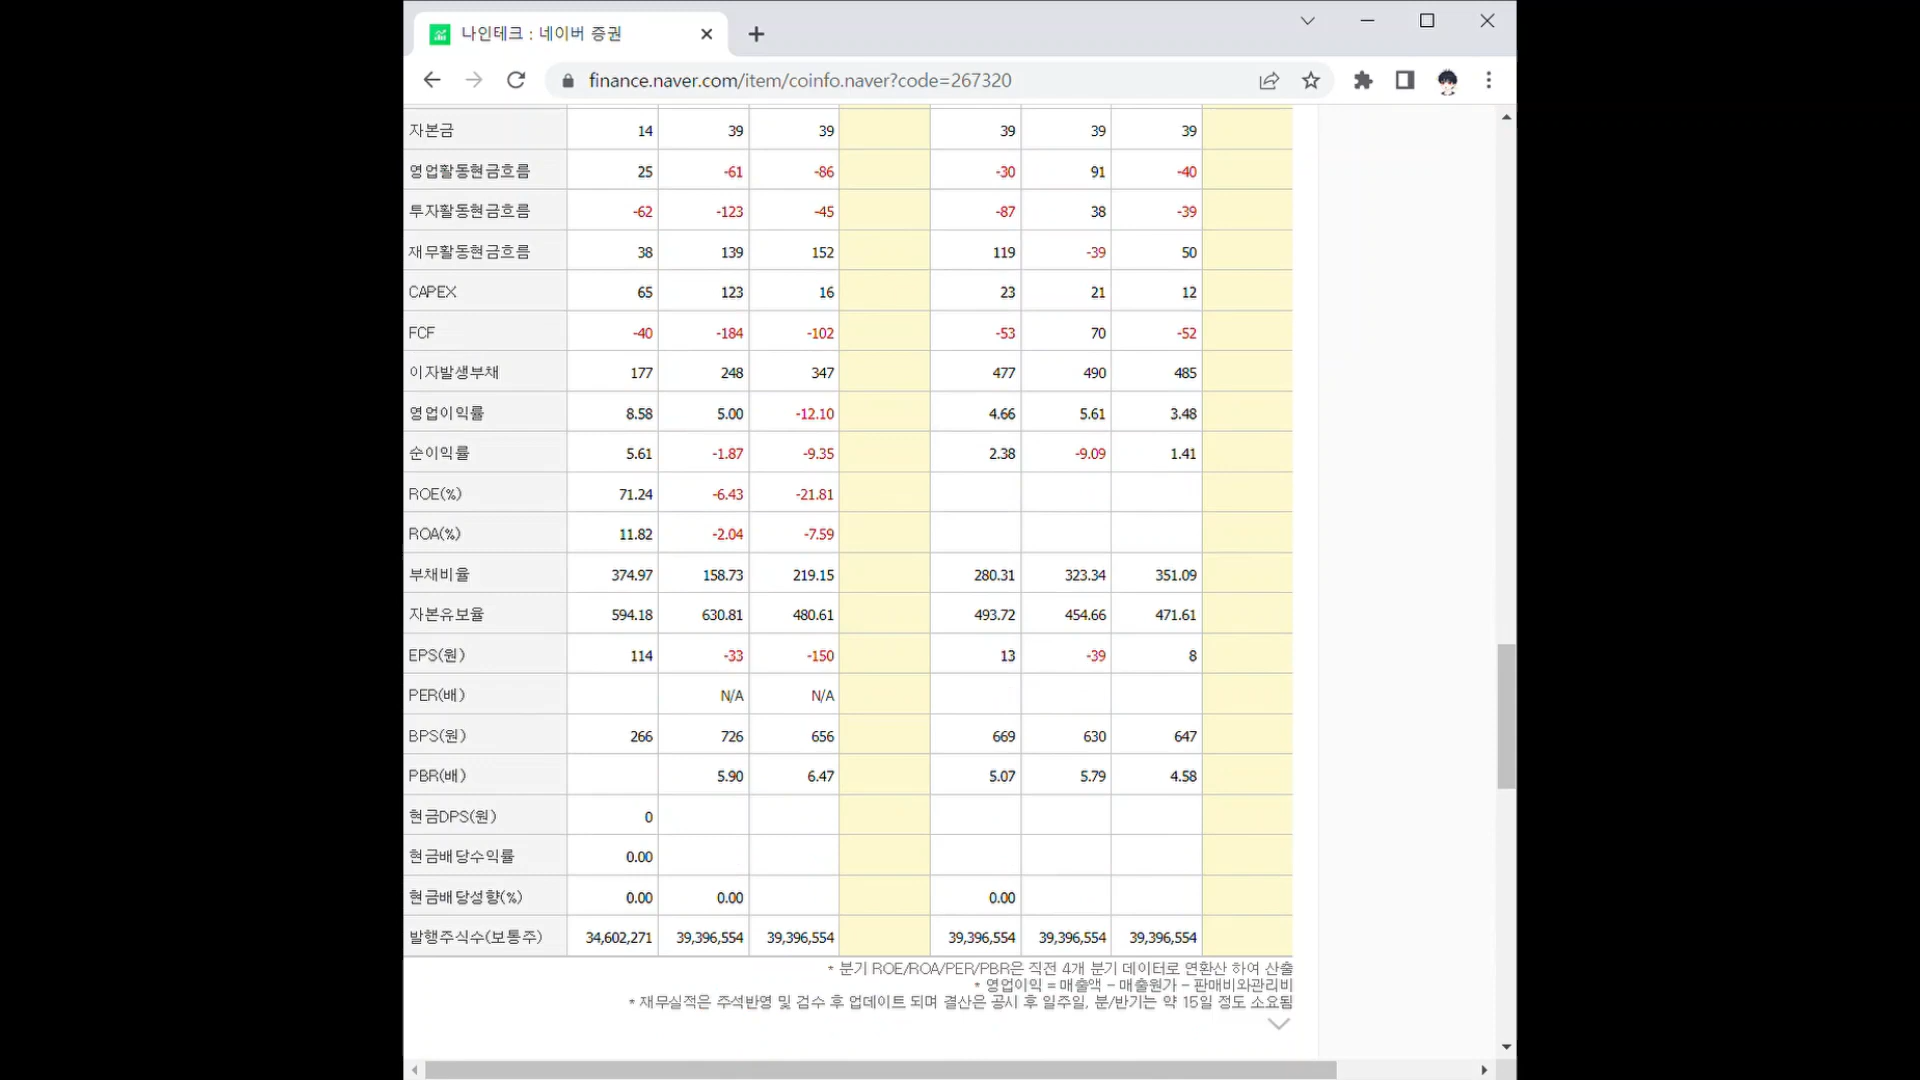 나인테크 : 네이버 증권
finance.naver.com/item/coinfo.naver?code=267320
자본금 14 39 39 39 39 39
영업활동현금흐름 25 -61 -86 -30 91 -40
투자활동현금흐름 -62 -123 -45 -87 38 -39
재무활동현금흐름 38 139 152 119 -39 50
CAPEX 65 123 16 23 21 12
FCF -40 -184 -102 -53 70 -52
이자발생부채 177 248 347 477 490 485
영업이익률 8.58 5.00 -12.10 4.66 5.61 3.48
순이익률 5.61 -1.87 -9.35 2.38 -9.09 1.41
ROE(%) 71.24 -6.43 -21.81
ROA(%) 11.82 -2.04 -7.59
부채비율 374.97 158.73 219.15 280.31 323.34 351.09
자본유보율 594.18 630.81 480.61 493.72 454.66 471.61
EPS(원) 114 -33 -150 13 -39 8
PER(배) N/A N/A
BPS(원) 266 726 656 669 630 647
PBR(배) 5.90 6.47 5.07 5.79 4.58
현금DPS(원) 0
현금배당수익률 0.00
현금배당성향(%) 0.00 0.00 0.00
발행주식수(보통주) 34,602,271 39,396,554 39,396,554 39,396,554 39,396,554 39,396,554
* 분기 ROE/ROA/PER/PBR은 직전 4개 분기 데이터로 연환산 하여 산출
* 영업이익 = 매출액 - 매출원가 - 판매비와관리비
* 재무실적은 주석반영 및 검수 후 업데이트 되며 결산은 공시 후 일주일, 분/반기는 약 15일 정도 소요됨